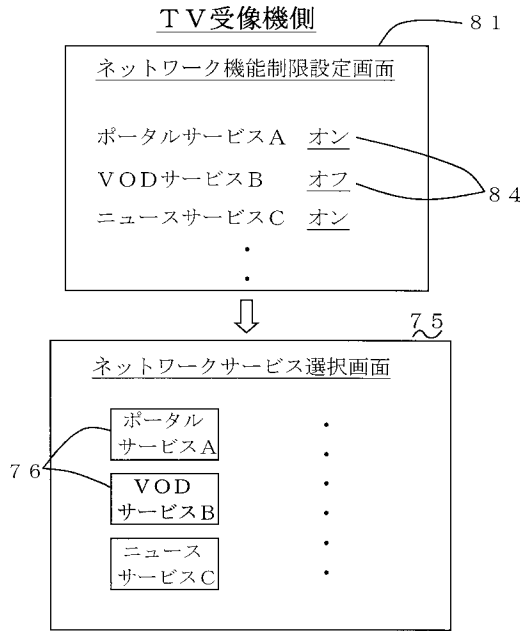 TV受像機側
81
ネットワーク機能制限設定画面
ポータルサービスA オン
VODサービスB オフ
ニュースサービスC オン
84
75
ネットワークサービス選択画面
ポータル
サービスA
76
VOD
サービスB
ニュース
サービスC